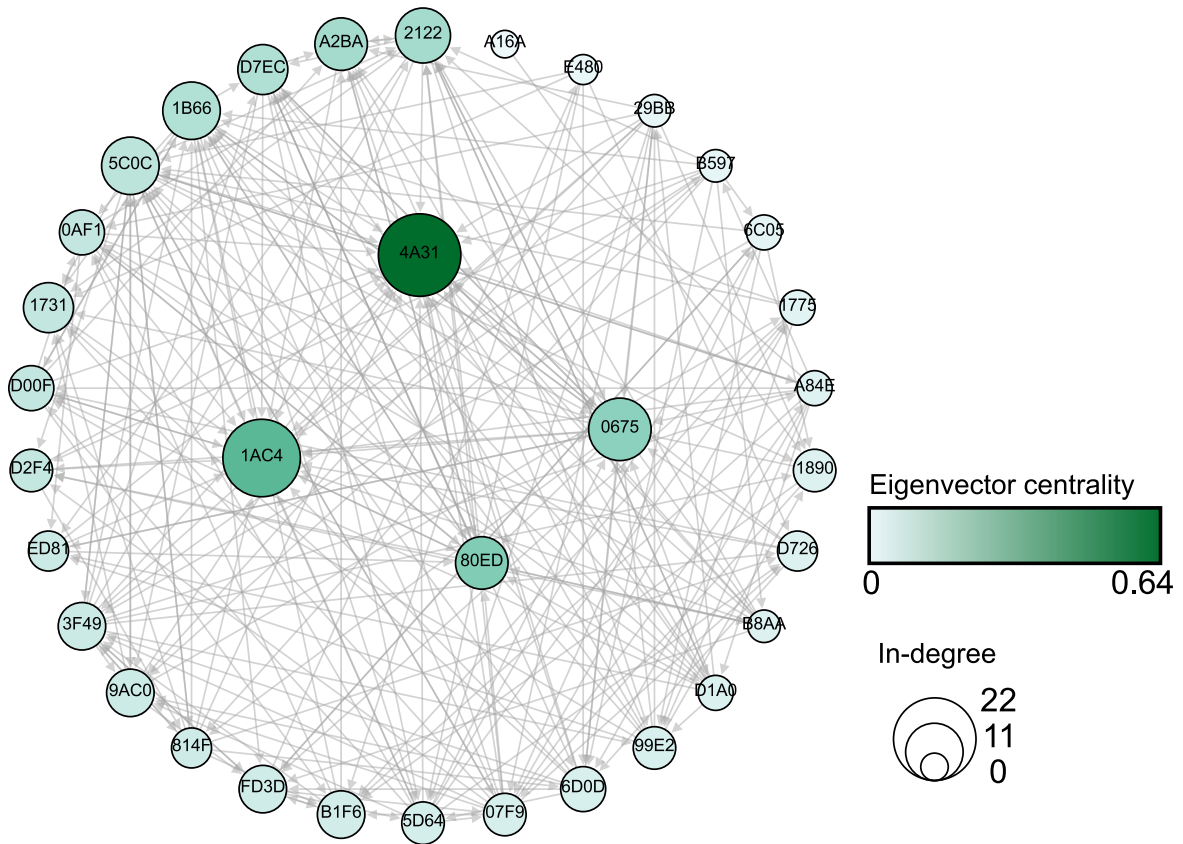 2122
A16A
A2BA
D7EC
E480
1B66
29BB
5C0C
B597
0AF1
6C05
4A31
1731
1775
D00F
A84E
0675
1AC4
D2F4
1890
Eigenvector centrality
ED81
D726
80ED
0
0.64
3F49
B8AA
In-degree
9AC0
D1A0
22
11
0
814F
99E2
FD3D
6D0D
B1F6
07F9
5D64